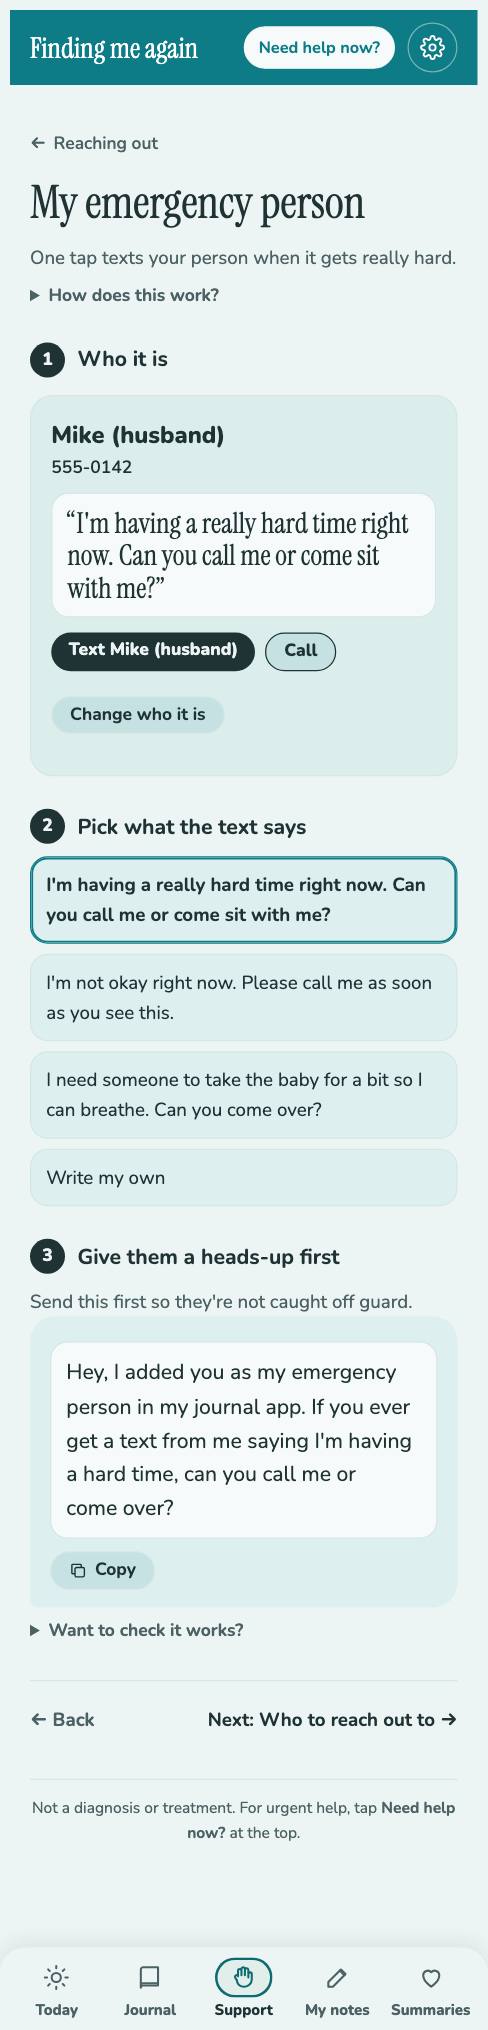 Finding me again
Need help now?
← Reaching out
My emergency person
One tap texts your person when it gets really hard.
▶ How does this work?
1 Who it is
Mike (husband)
555-0142
“I'm having a really hard time right
now. Can you call me or come sit
with me?”
Text Mike (husband)
Call
Change who it is
2 Pick what the text says
I'm having a really hard time right now. Can
you call me or come sit with me?
I'm not okay right now. Please call me as soon
as you see this.
I need someone to take the baby for a bit so I
can breathe. Can you come over?
Write my own
3 Give them a heads-up first
Send this first so they're not caught off guard.
Hey, I added you as my emergency
person in my journal app. If you ever
get a text from me saying I'm having
a hard time, can you call me or
come over?
Copy
▶ Want to check it works?
← Back
Next: Who to reach out to →
Not a diagnosis or treatment. For urgent help, tap Need help
now? at the top.
Today
Journal
Support
My notes
Summaries